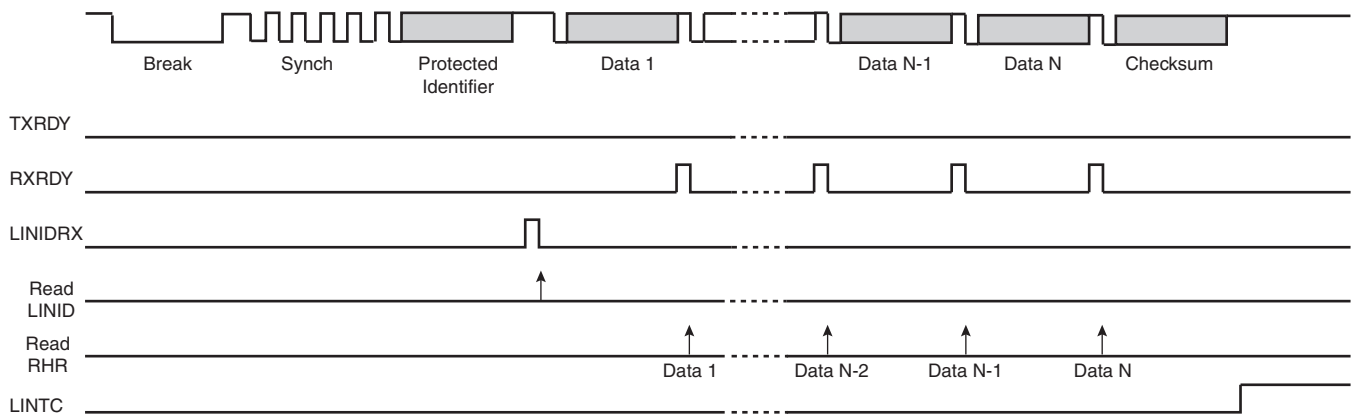 Break Synch Protected Data 1 Data N-1 Data N Checksum
Identifier
TXRDY
RXRDY
LINIDRX
Read
LINID
Read
RHR
Data 1 Data N-2 Data N-1 Data N
LINTC